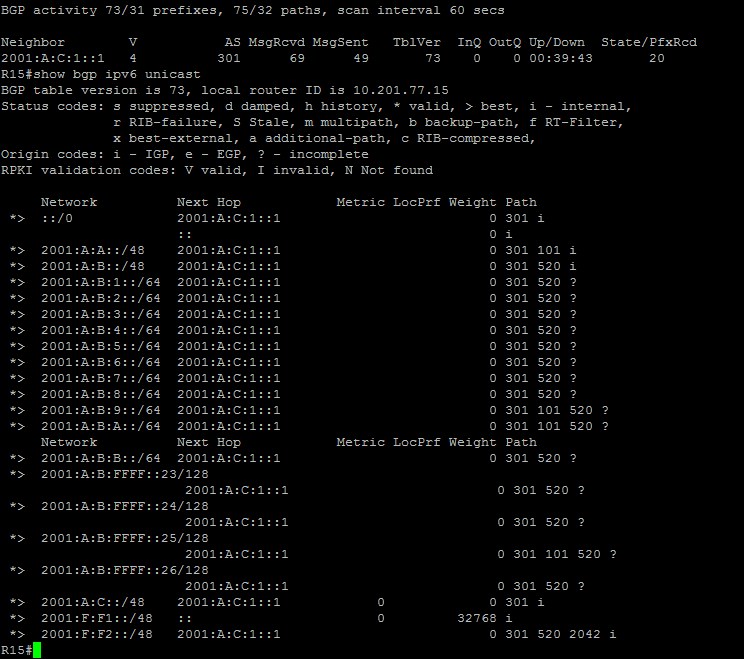 BGP activity 73/31 prefixes, 75/32 paths, scan interval 60 secs

Neighbor        V           AS MsgRcvd MsgSent   TblVer  InQ OutQ Up/Down  State/PfxRcd
2001:A:C:1::1   4          301      69      49       73    0    0 00:39:43       20
R15#show bgp ipv6 unicast
BGP table version is 73, local router ID is 10.201.77.15
Status codes: s suppressed, d damped, h history, * valid, > best, i - internal,
              r RIB-failure, S Stale, m multipath, b backup-path, f RT-Filter,
              x best-external, a additional-path, c RIB-compressed,
Origin codes: i - IGP, e - EGP, ? - incomplete
RPKI validation codes: V valid, I invalid, N Not found

     Network          Next Hop            Metric LocPrf Weight Path
 *>  ::/0             2001:A:C:1::1                          0 301 i
                      ::                                     0 i
 *>  2001:A:A::/48    2001:A:C:1::1                          0 301 101 i
 *>  2001:A:B::/48    2001:A:C:1::1                          0 301 520 i
 *>  2001:A:B:1::/64  2001:A:C:1::1                          0 301 520 ?
 *>  2001:A:B:2::/64  2001:A:C:1::1                          0 301 520 ?
 *>  2001:A:B:3::/64  2001:A:C:1::1                          0 301 520 ?
 *>  2001:A:B:4::/64  2001:A:C:1::1                          0 301 520 ?
 *>  2001:A:B:5::/64  2001:A:C:1::1                          0 301 520 ?
 *>  2001:A:B:6::/64  2001:A:C:1::1                          0 301 520 ?
 *>  2001:A:B:7::/64  2001:A:C:1::1                          0 301 520 ?
 *>  2001:A:B:8::/64  2001:A:C:1::1                          0 301 520 ?
 *>  2001:A:B:9::/64  2001:A:C:1::1                          0 301 101 520 ?
 *>  2001:A:B:A::/64  2001:A:C:1::1                          0 301 101 520 ?
     Network          Next Hop            Metric LocPrf Weight Path
 *>  2001:A:B:B::/64  2001:A:C:1::1                          0 301 520 ?
 *>  2001:A:B:FFFF::23/128
                       2001:A:C:1::1                          0 301 520 ?
 *>  2001:A:B:FFFF::24/128
                       2001:A:C:1::1                          0 301 520 ?
 *>  2001:A:B:FFFF::25/128
                       2001:A:C:1::1                          0 301 101 520 ?
 *>  2001:A:B:FFFF::26/128
                       2001:A:C:1::1                          0 301 520 ?
 *>  2001:A:C::/48    2001:A:C:1::1            0             0 301 i
 *>  2001:F:F1::/48   ::                       0         32768 i
 *>  2001:F:F2::/48   2001:A:C:1::1                          0 301 520 2042 i
R15#